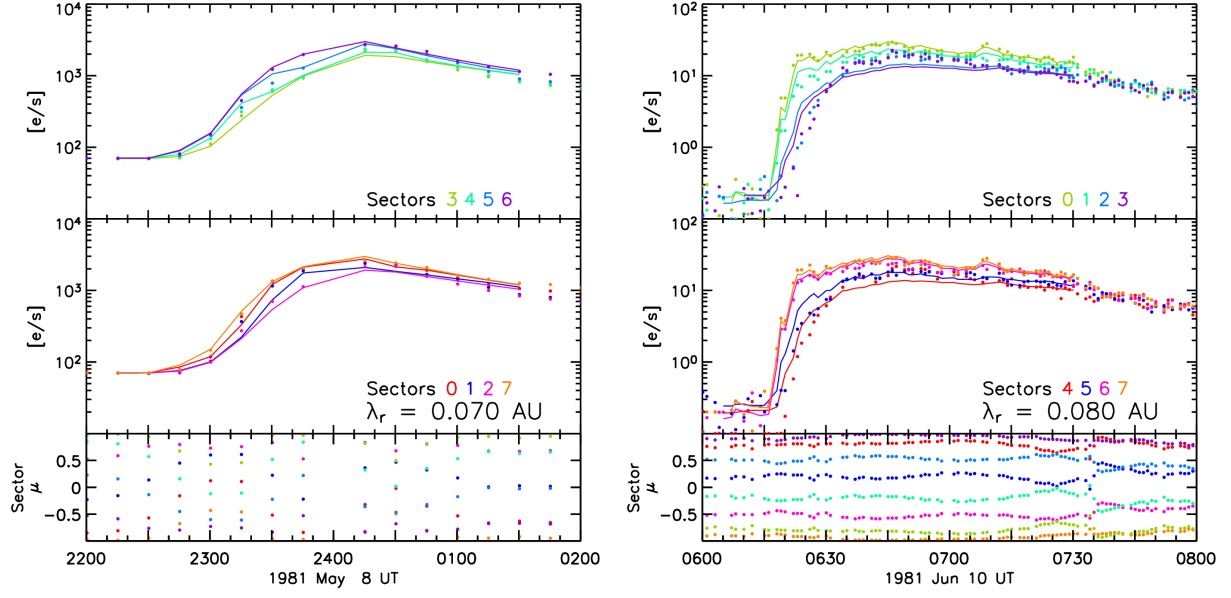 10⁴
10³
10²
[e/s]
Sectors 3 4 5 6
10⁴
10³
10²
[e/s]
Sectors 0 1 2 7
λr = 0.070 AU
0.5
0
−0.5
Sector
μ
2200 2300 2400 0100 0200
1981 May 8 UT
10²
10¹
10⁰
[e/s]
Sectors 0 1 2 3
10²
10¹
10⁰
[e/s]
Sectors 4 5 6 7
λr = 0.080 AU
0.5
0
−0.5
Sector
μ
0600 0630 0700 0730 0800
1981 Jun 10 UT